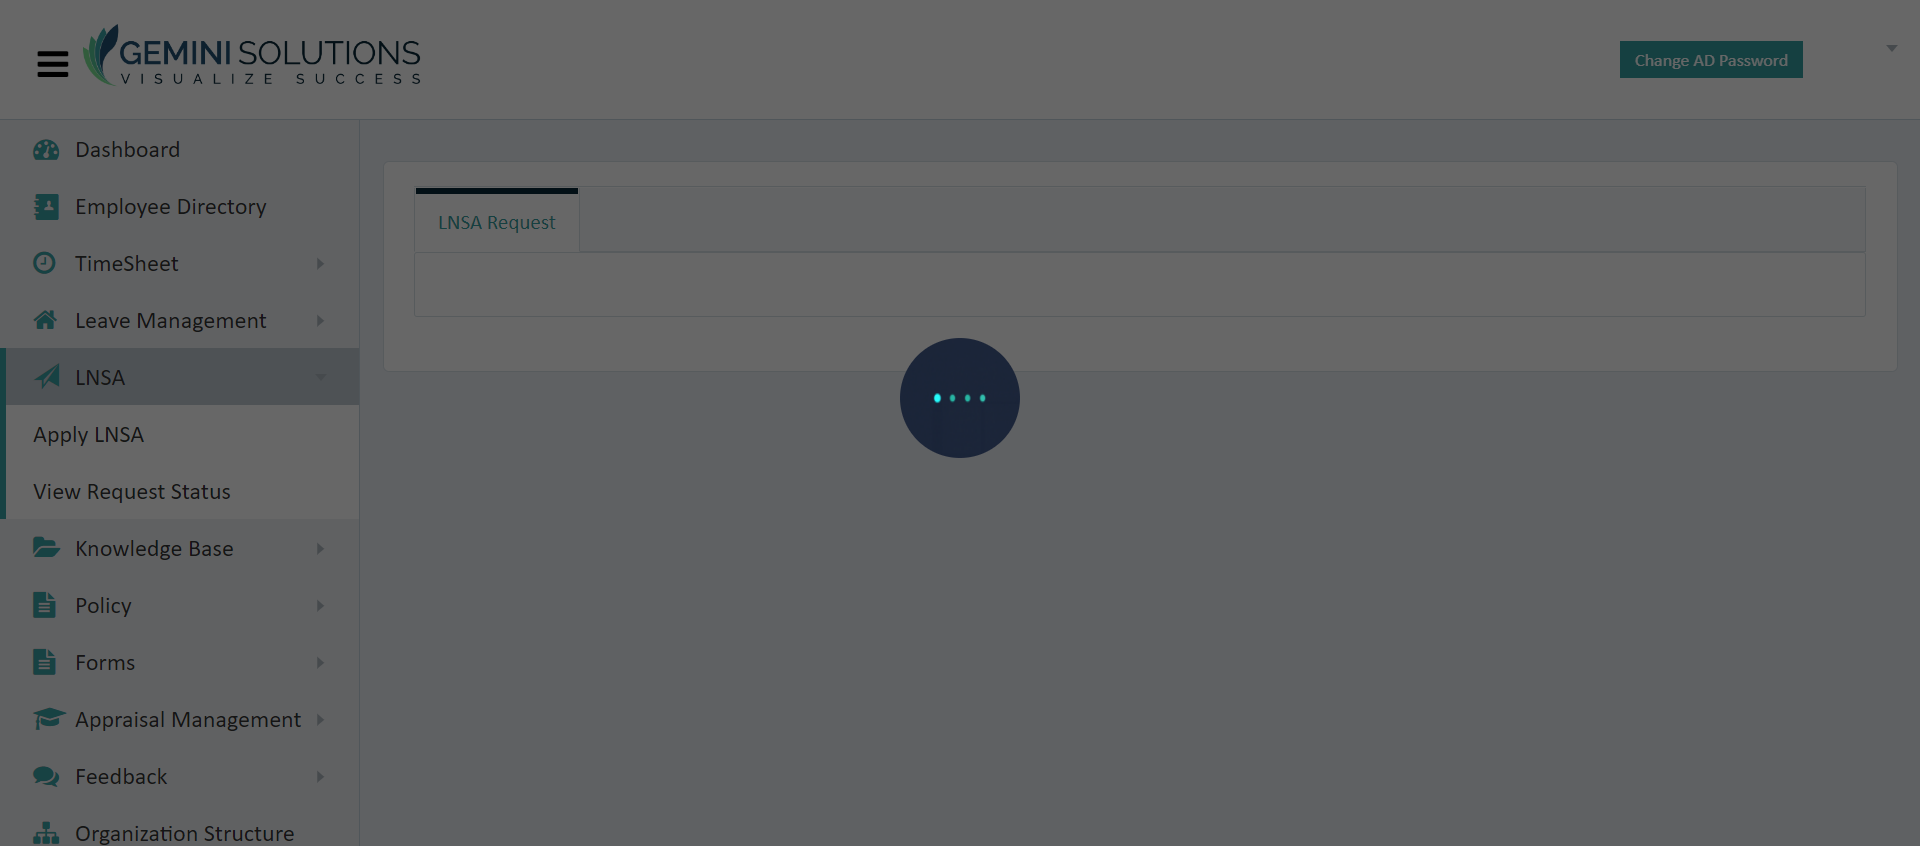 GEMINI SOLUTIONS
VISUALIZE SUCCESS
Change AD Password
Dashboard
Employee Directory
TimeSheet
Leave Management
LNSA
Apply LNSA
View Request Status
Knowledge Base
Policy
Forms
Appraisal Management
Feedback
Organization Structure
LNSA Request